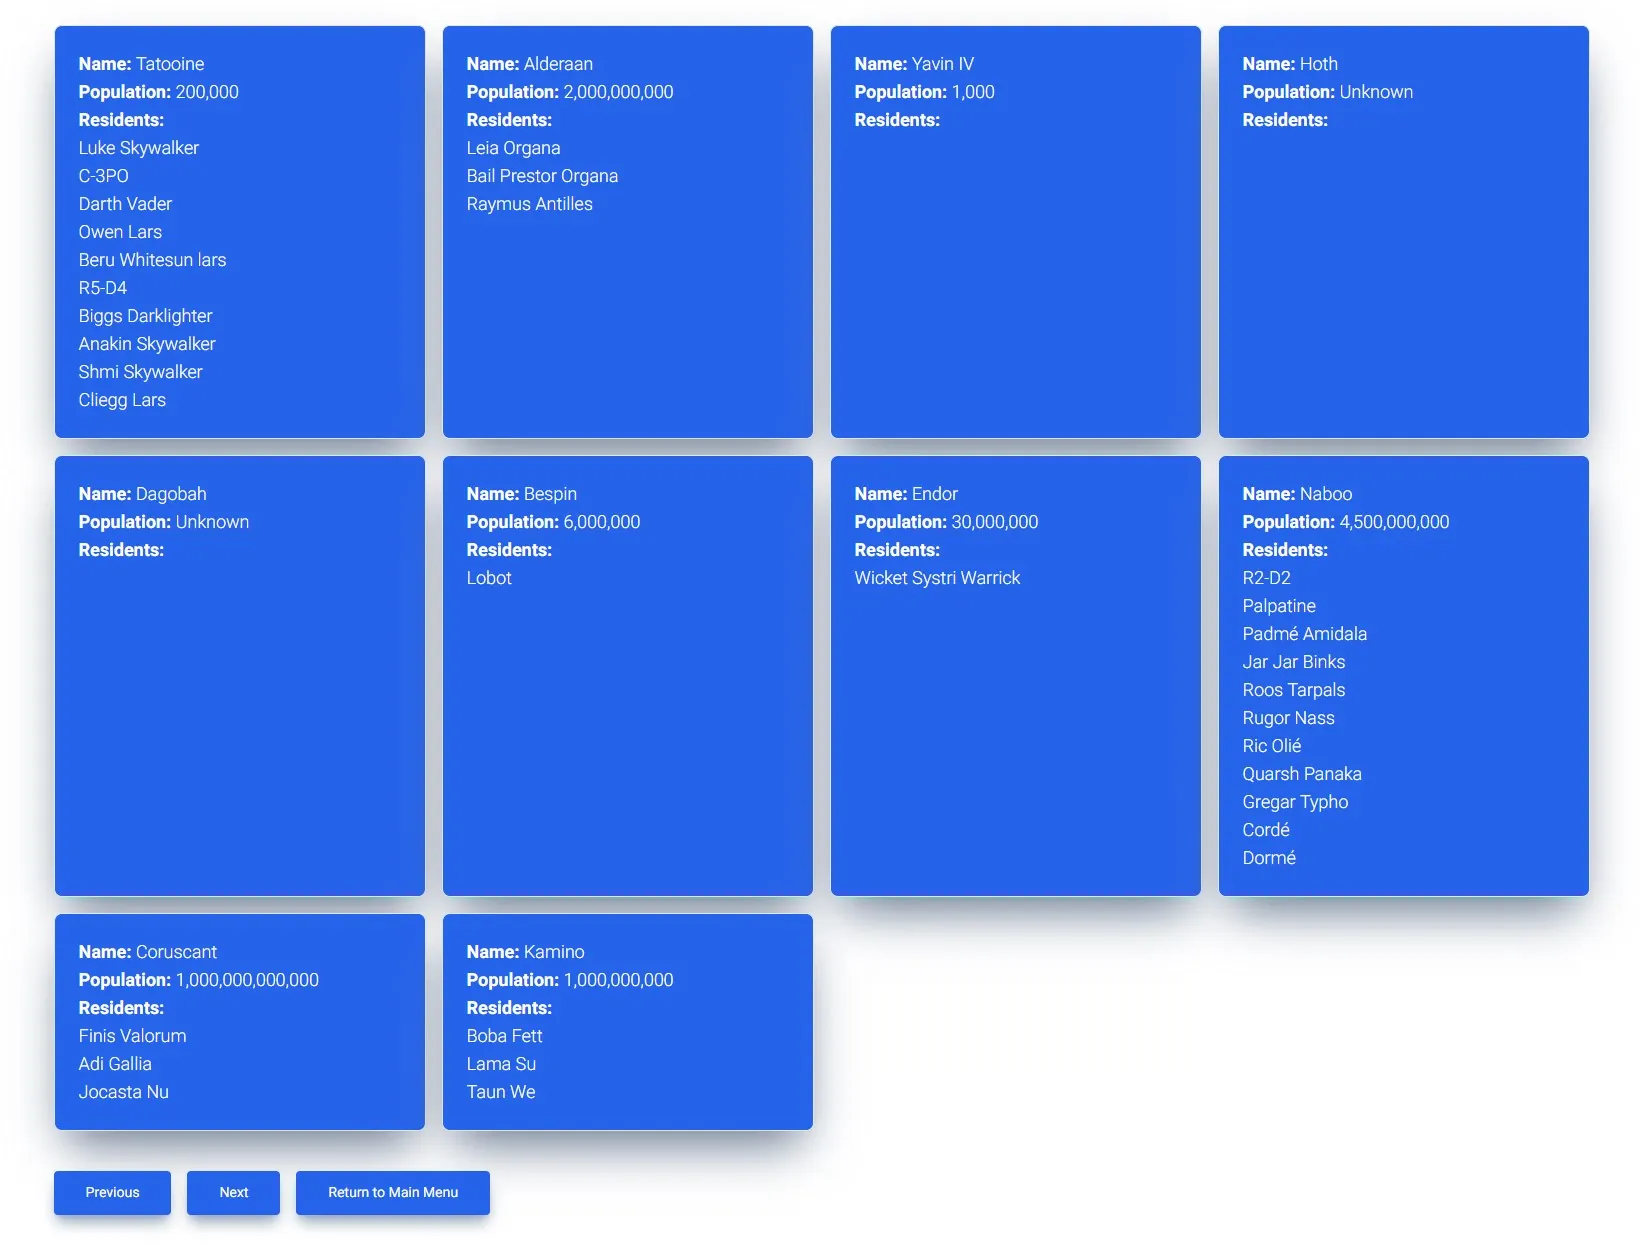 Name: Tatooine
Population: 200,000
Residents:
Luke Skywalker
C-3PO
Darth Vader
Owen Lars
Beru Whitesun lars
R5-D4
Biggs Darklighter
Anakin Skywalker
Shmi Skywalker
Cliegg Lars
Name: Alderaan
Population: 2,000,000,000
Residents:
Leia Organa
Bail Prestor Organa
Raymus Antilles
Name: Yavin IV
Population: 1,000
Residents:
Name: Hoth
Population: Unknown
Residents:
Name: Dagobah
Population: Unknown
Residents:
Name: Bespin
Population: 6,000,000
Residents:
Lobot
Name: Endor
Population: 30,000,000
Residents:
Wicket Systri Warrick
Name: Naboo
Population: 4,500,000,000
Residents:
R2-D2
Palpatine
Padmé Amidala
Jar Jar Binks
Roos Tarpals
Rugor Nass
Ric Olié
Quarsh Panaka
Gregar Typho
Cordé
Dormé
Name: Coruscant
Population: 1,000,000,000,000
Residents:
Finis Valorum
Adi Gallia
Jocasta Nu
Name: Kamino
Population: 1,000,000,000
Residents:
Boba Fett
Lama Su
Taun We
Previous
Next
Return to Main Menu